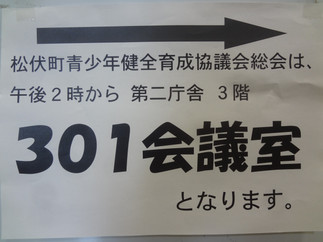 松伏町青少年健全育成協議会総会は、
午後２時から 第二庁舎 ３階
301会議室
となります。